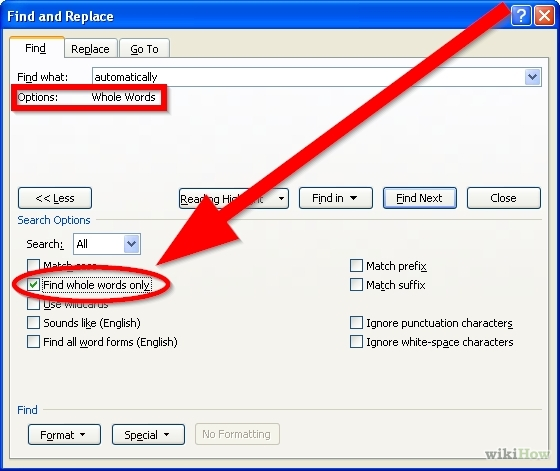 Find and Replace
Find Replace Go To
Find what: automatically
Options: Whole Words
<< Less Reading Highlight Find in Find Next Close
Search Options
Search: All
Match case Match prefix
Find whole words only Match suffix
Use wildcards
Sounds like (English) Ignore punctuation characters
Find all word forms (English) Ignore white-space characters
Find
Format Special No Formatting
wikiHow